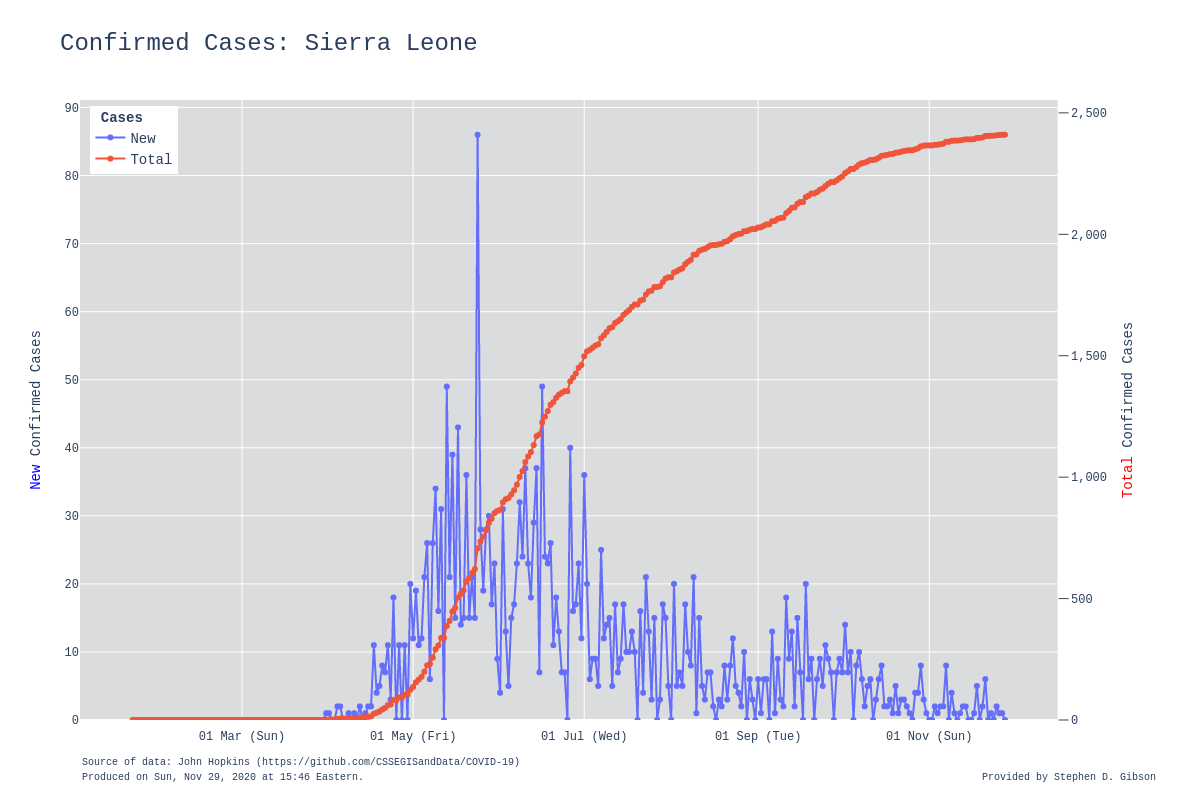 Confirmed Cases: Sierra Leone
Cases
New
Total
90
80
70
60
50
40
30
20
10
0
New Confirmed Cases
2,500
2,000
1,500
1,000
500
0
Total Confirmed Cases
01 Mar (Sun) 01 May (Fri) 01 Jul (Wed) 01 Sep (Tue) 01 Nov (Sun)
Source of data: John Hopkins (https://github.com/CSSEGISandData/COVID-19)
Produced on Sun, Nov 29, 2020 at 15:46 Eastern.
Provided by Stephen D. Gibson